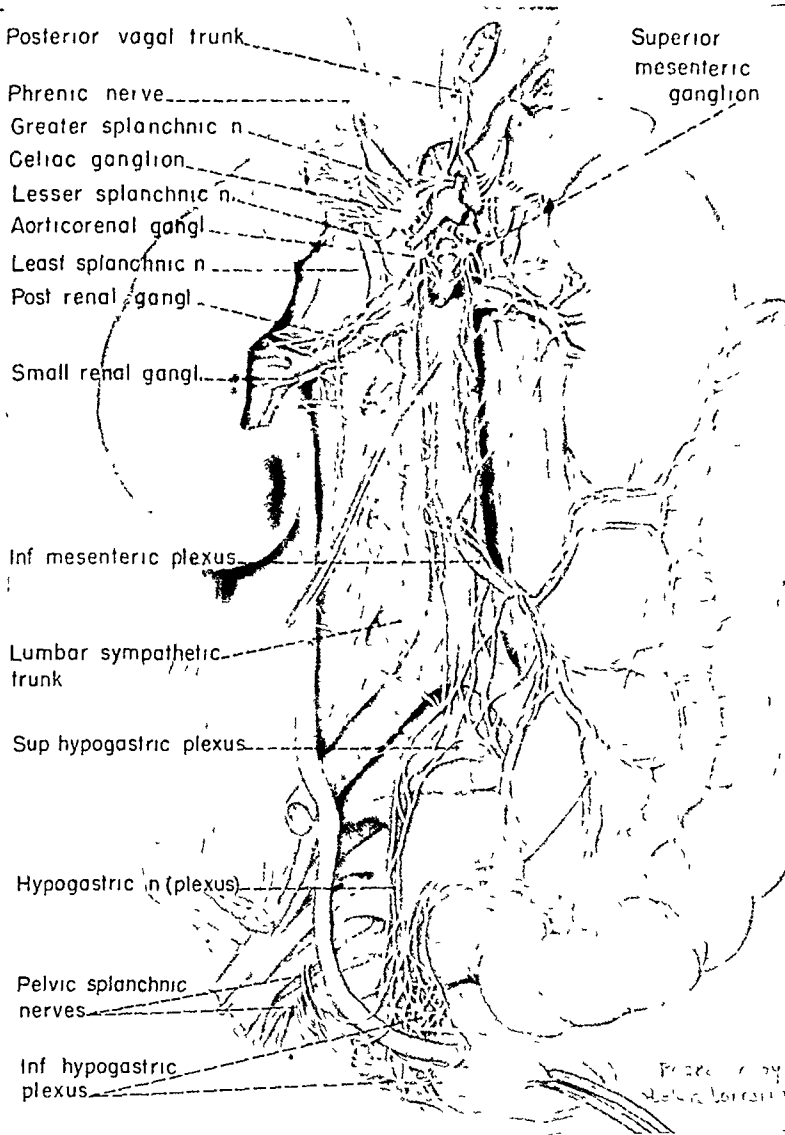 Posterior vagal trunk
Phrenic nerve
Greater splanchnic n
Celiac ganglion
Lesser splanchnic n.
Aorticorenal gangl
Least splanchnic n
Post renal gangl
Small renal gangl.
Inf mesenteric plexus
Lumbar sympathetic
trunk
Sup hypogastric plexus
Hypogastric n (plexus)
Pelvic splanchnic
nerves
Inf hypogastric
plexus
Superior
mesenteric
ganglion
by